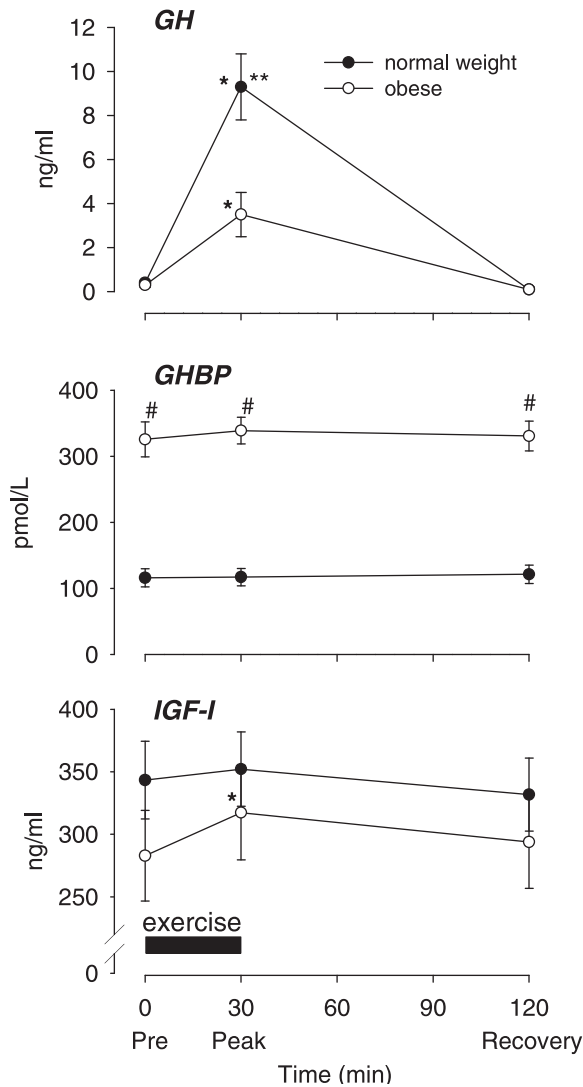 GH
12
10
8
6
4
2
0
ng/ml
* **
*
normal weight
obese
GHBP
400
300
200
100
0
pmol/L
# # #
IGF-I
400
350
300
250
0
ng/ml
*
exercise
0 30 60 90 120
Pre Peak Recovery
Time (min)